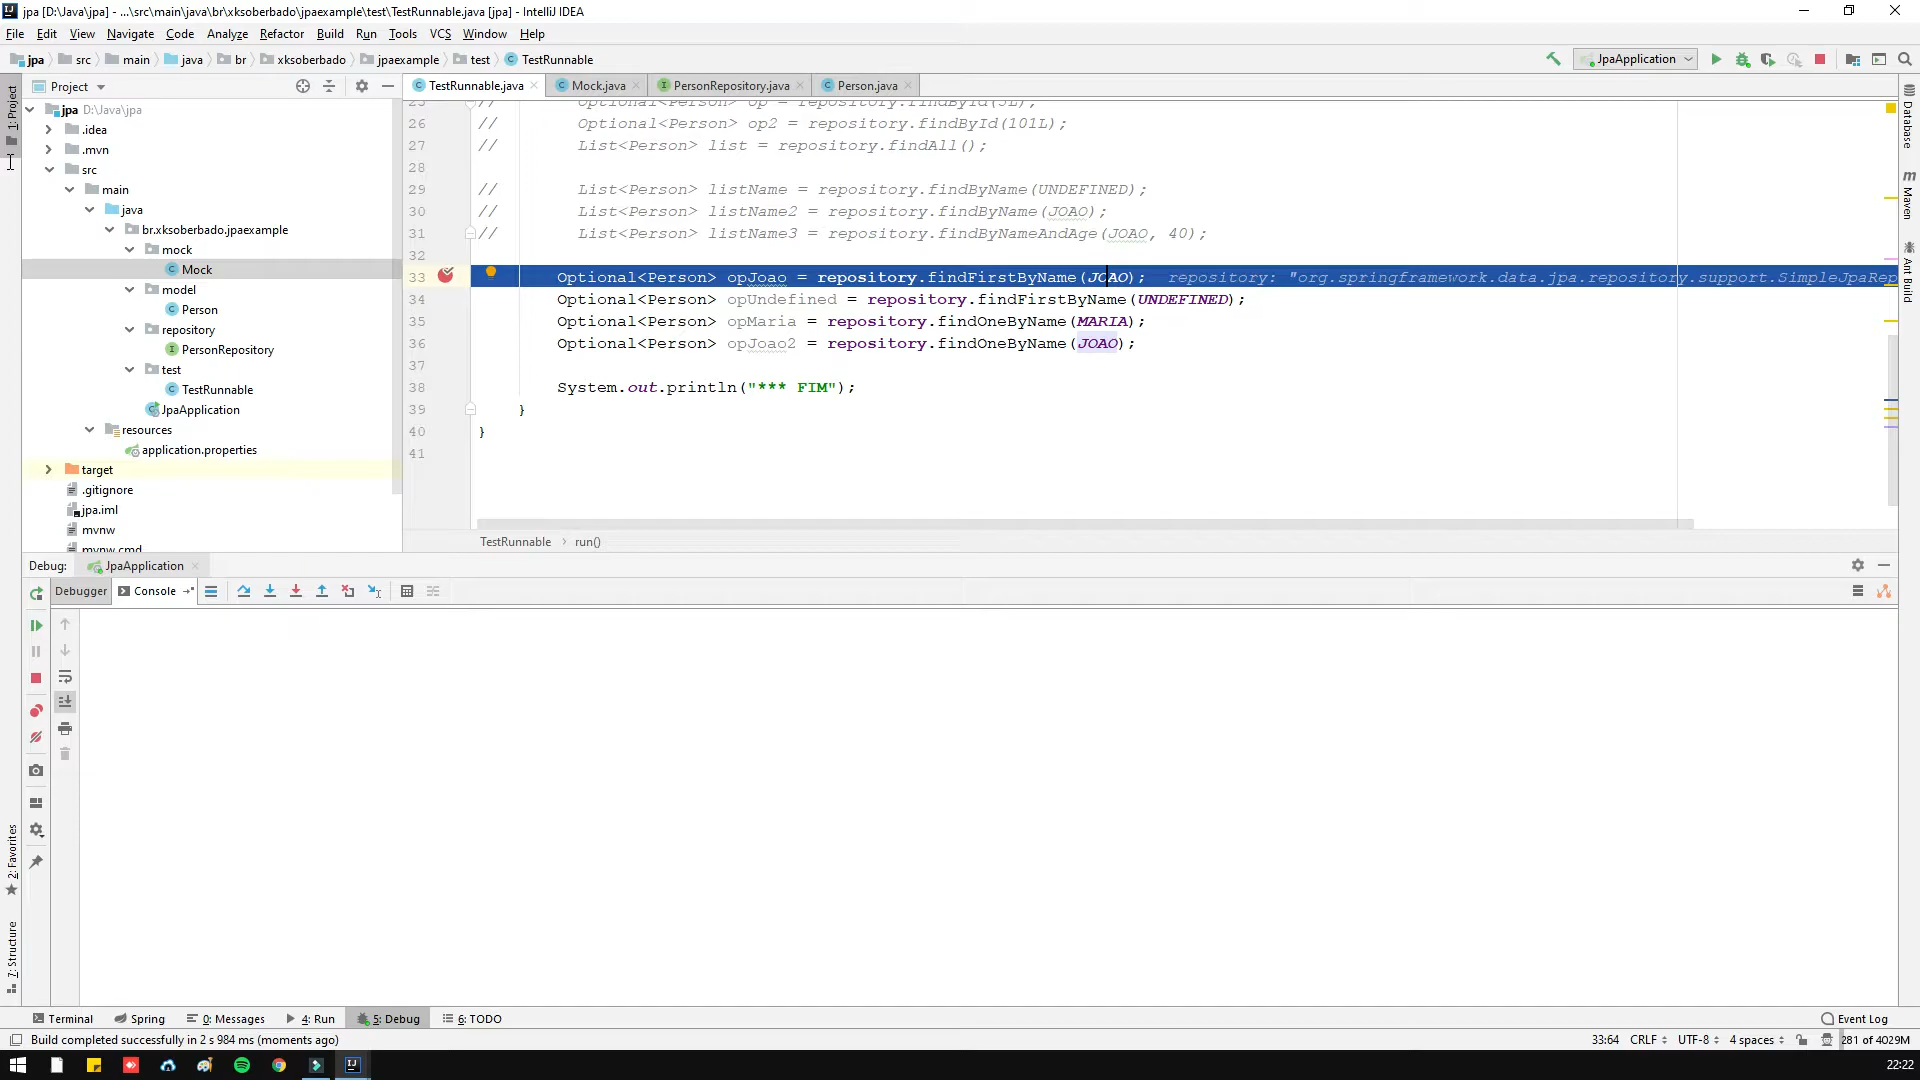 jpa [D:\Java\jpa] - ...\src\main\java\br\xksoberbado\jpaexample\test\TestRunnable.java [jpa] - IntelliJ IDEA
File Edit View Navigate Code Analyze Refactor Build Run Tools VCS Window Help
jpa src main java br xksoberbado jpaexample test TestRunnable
JpaApplication
1: Project
Project
TestRunnable.java
Mock.java
PersonRepository.java
Person.java
jpa D:\Java\jpa
.idea
.mvn
src
main
java
br.xksoberbado.jpaexample
mock
Mock
model
Person
repository
PersonRepository
test
TestRunnable
JpaApplication
resources
application.properties
target
.gitignore
jpa.iml
mvnw
mvnw.cmd
25 // Optional<Person> op = repository.findById(5L);
26 // Optional<Person> op2 = repository.findById(101L);
27 // List<Person> list = repository.findAll();
28
29 // List<Person> listName = repository.findByName(UNDEFINED);
30 // List<Person> listName2 = repository.findByName(JOAO);
31 // List<Person> listName3 = repository.findByNameAndAge(JOAO, 40);
32
33 Optional<Person> opJoao = repository.findFirstByName(JOAO); repository: "org.springframework.data.jpa.repository.support.SimpleJpaRep
34 Optional<Person> opUndefined = repository.findFirstByName(UNDEFINED);
35 Optional<Person> opMaria = repository.findOneByName(MARIA);
36 Optional<Person> opJoao2 = repository.findOneByName(JOAO);
37
38 System.out.println("*** FIM");
39 }
40 }
41
TestRunnable run()
Database
Maven
Ant Build
Debug: JpaApplication
Debugger Console
2: Favorites
7: Structure
Terminal Spring 0: Messages 4: Run 5: Debug 6: TODO
Event Log
Build completed successfully in 2 s 984 ms (moments ago)
33:64 CRLF UTF-8 4 spaces 281 of 4029M
22:22